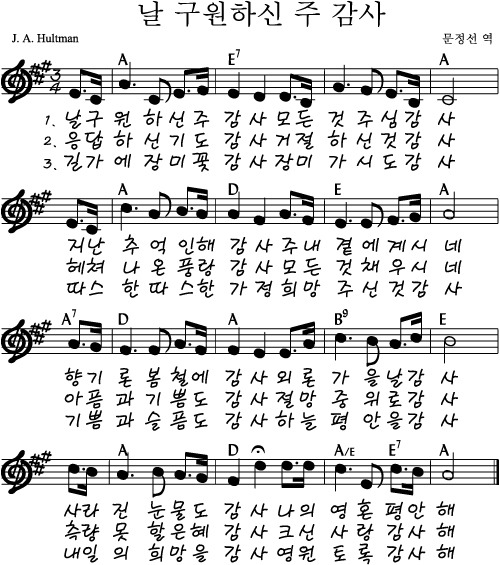 날 구원하신 주 감사
J. A. Hultman 문정선 역
A E7 A
3/4
1. 날구 원 하신주 감사모든 것 주심감 사
2. 응답 하신기도 감사거절 하신것감 사
3. 길가 에 장미꽃 감사장미 가시도감 사
A D E A
지난 추 억 인해 감 사 주내 곁에계시 네
헤쳐 나 온 풍랑 감 사 모든 것채우시 네
따스 한따스한 가 정희망 주신것감 사
A7 D A B9 E
향기 론 봄철에 감 사 외론 가 을날감 사
아픔 과 기쁨도 감 사 절망 중 위로감 사
기쁨 과 슬픔도 감 사 하늘 평 안을감 사
A D A/E E7 A
사라 진 눈물도 감 사 나의 영 혼 평안 해
측량 못 할은혜 감 사 크신 사 랑 감사 해
내일 의 희망을 감 사 영원 토 록 감사 해